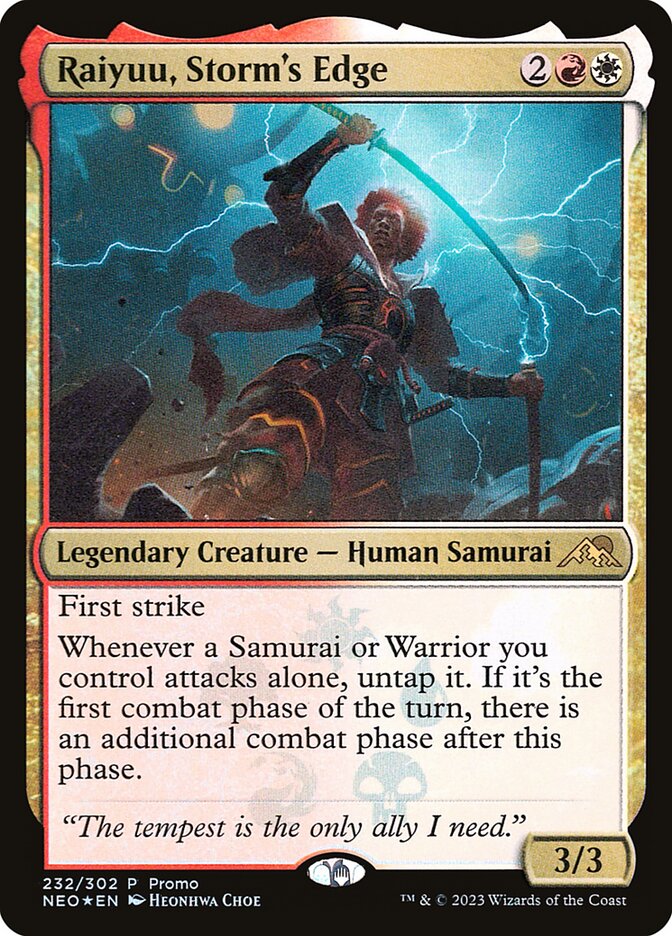 Raiyuu, Storm's Edge 2
Legendary Creature — Human Samurai
First strike
Whenever a Samurai or Warrior you
control attacks alone, untap it. If it's the
first combat phase of the turn, there is
an additional combat phase after this
phase.
“The tempest is the only ally I need.”
3/3
232/302 P Promo
NEO★EN Heonhwa Choe
™ & © 2023 Wizards of the Coast